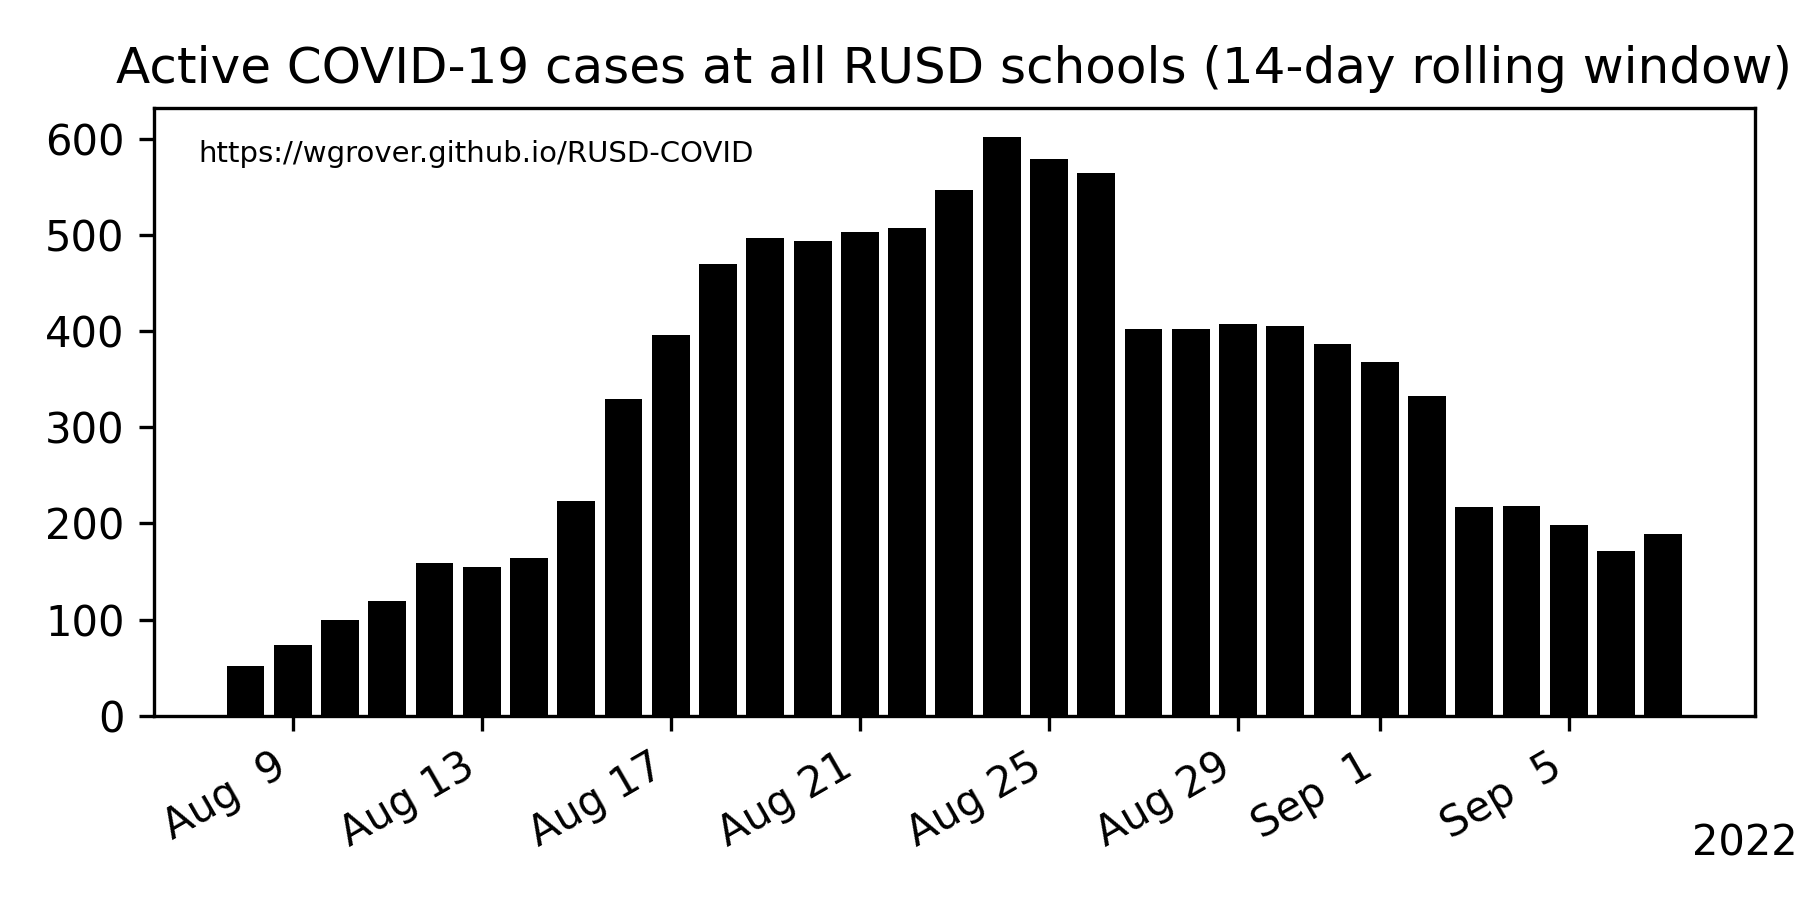 Active COVID-19 cases at all RUSD schools (14-day rolling window)
https://wgrover.github.io/RUSD-COVID
600
500
400
300
200
100
0
Aug 9
Aug 13
Aug 17
Aug 21
Aug 25
Aug 29
Sep 1
Sep 5
2022